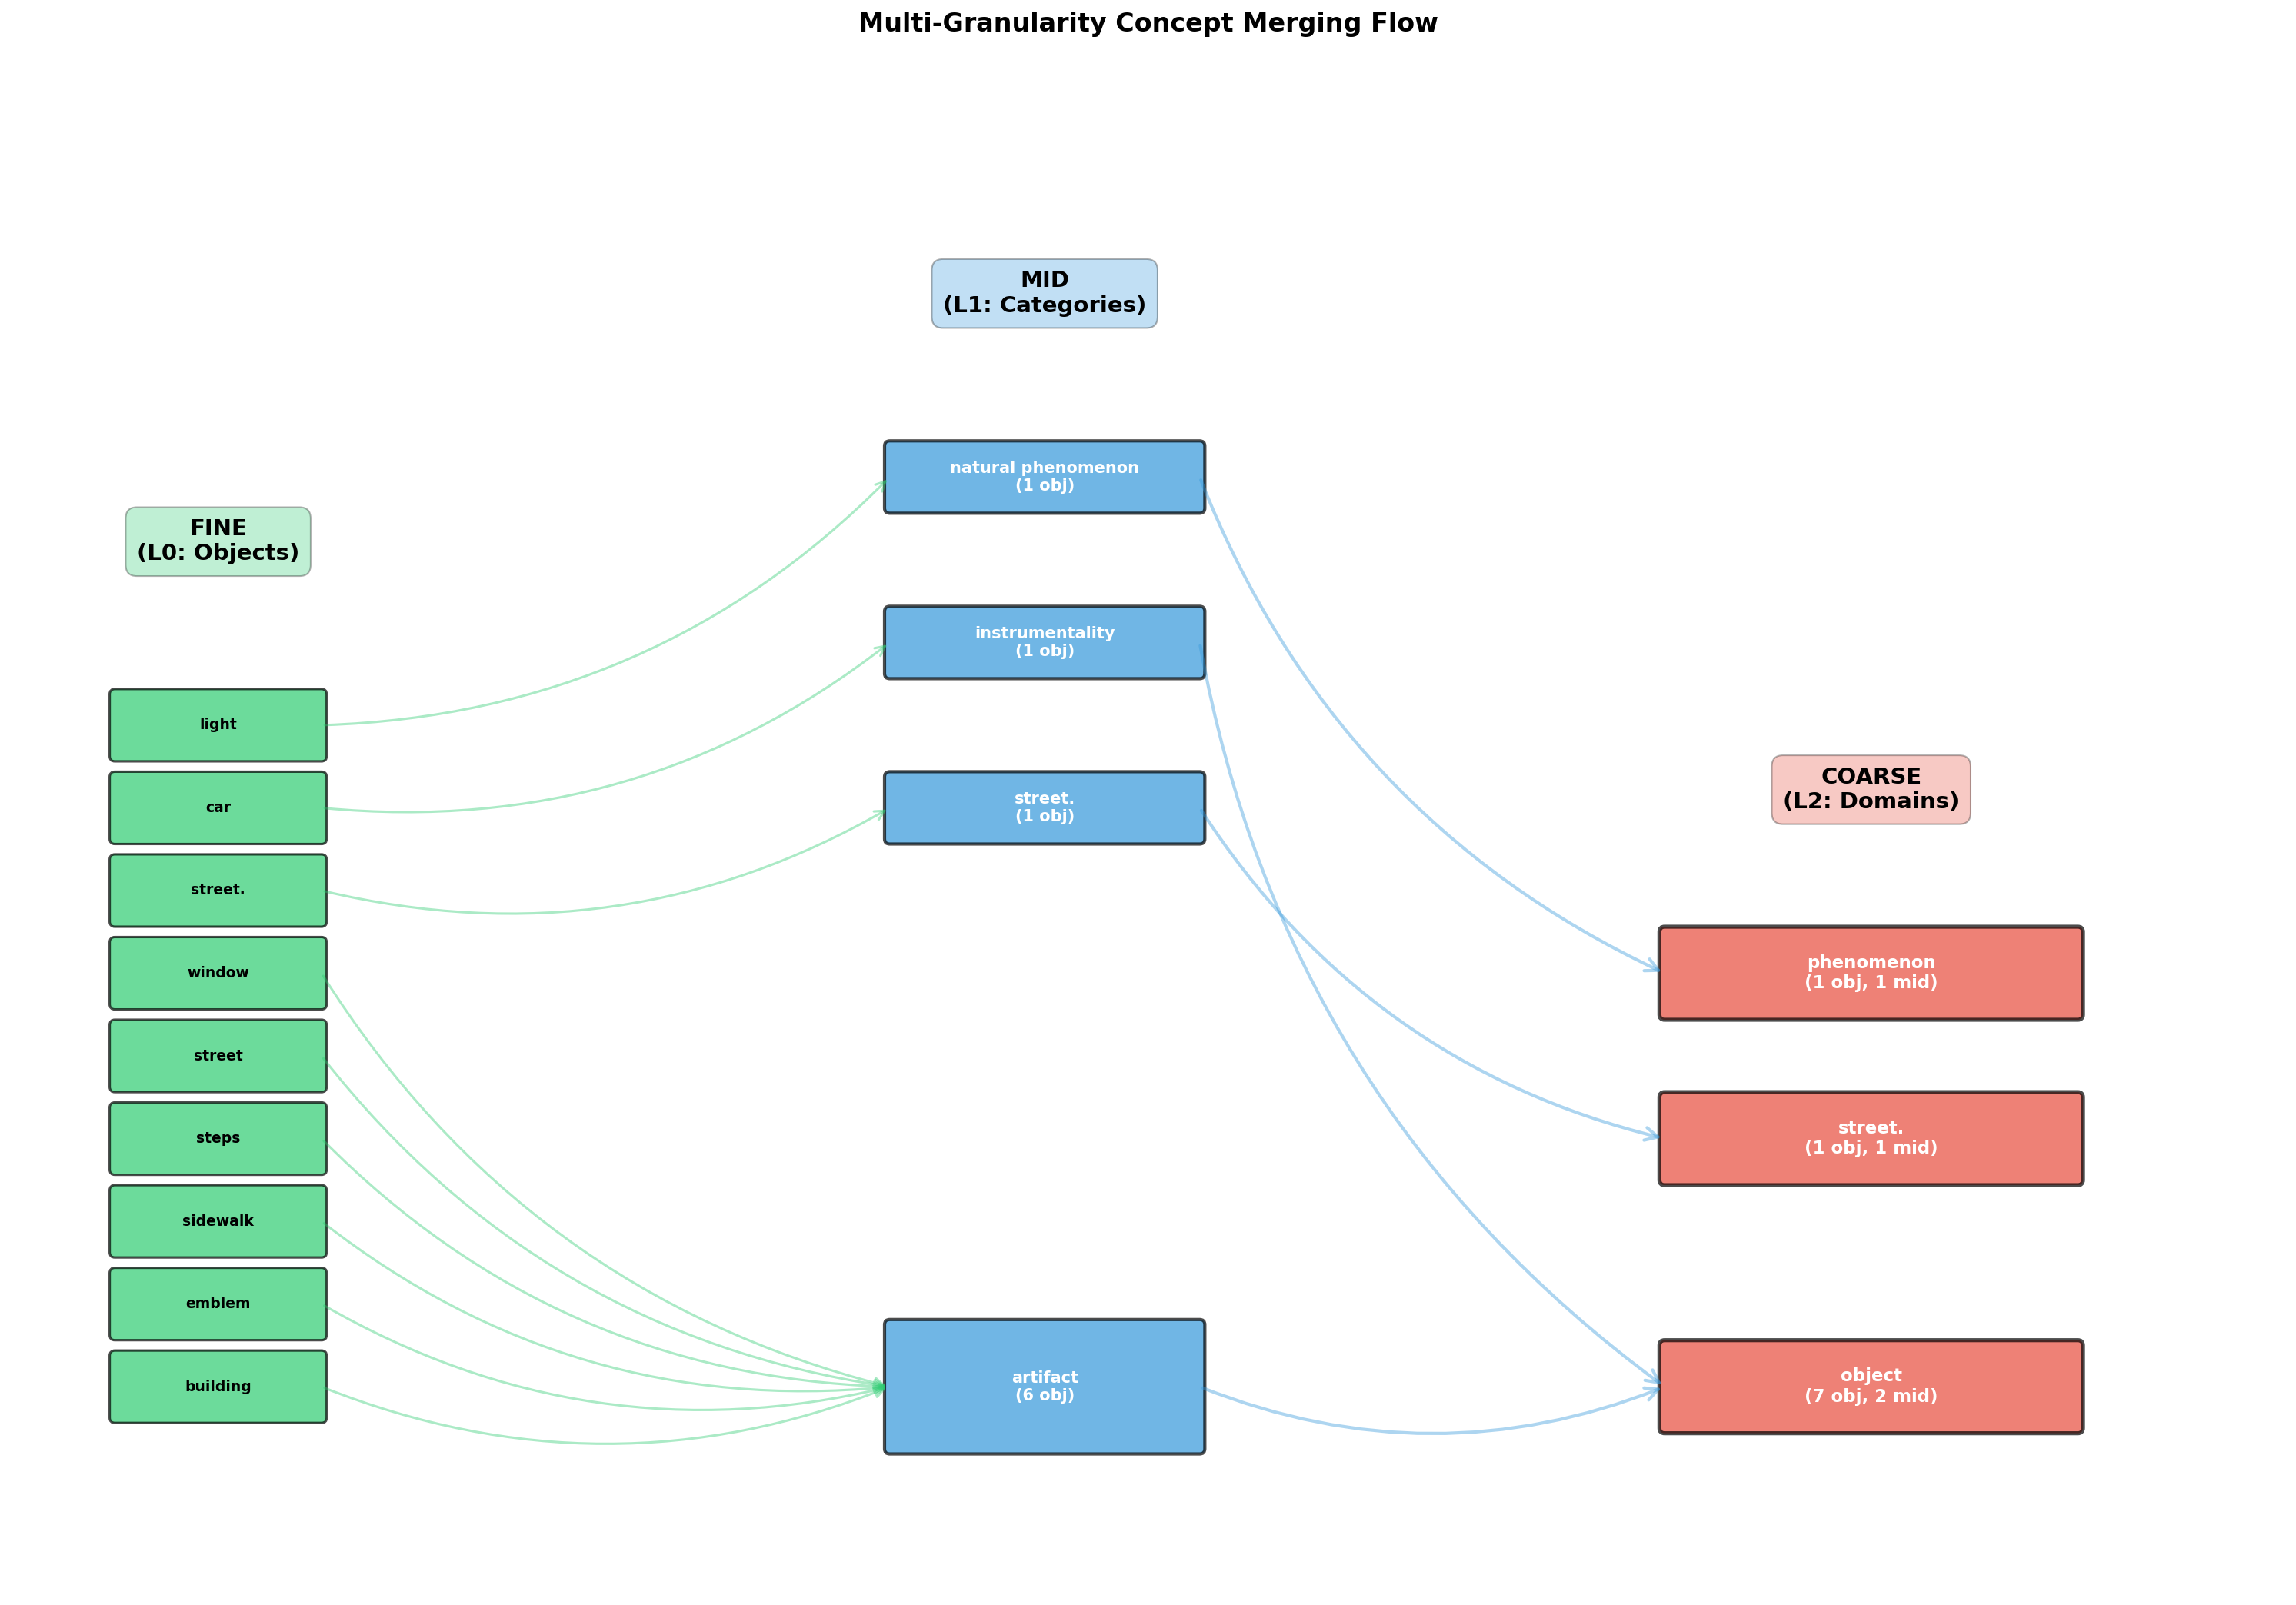 Multi-Granularity Concept Merging Flow
FINE
(L0: Objects)
light
car
street.
window
street
steps
sidewalk
emblem
building
MID
(L1: Categories)
natural phenomenon
(1 obj)
instrumentality
(1 obj)
street.
(1 obj)
artifact
(6 obj)
COARSE
(L2: Domains)
phenomenon
(1 obj, 1 mid)
street.
(1 obj, 1 mid)
object
(7 obj, 2 mid)